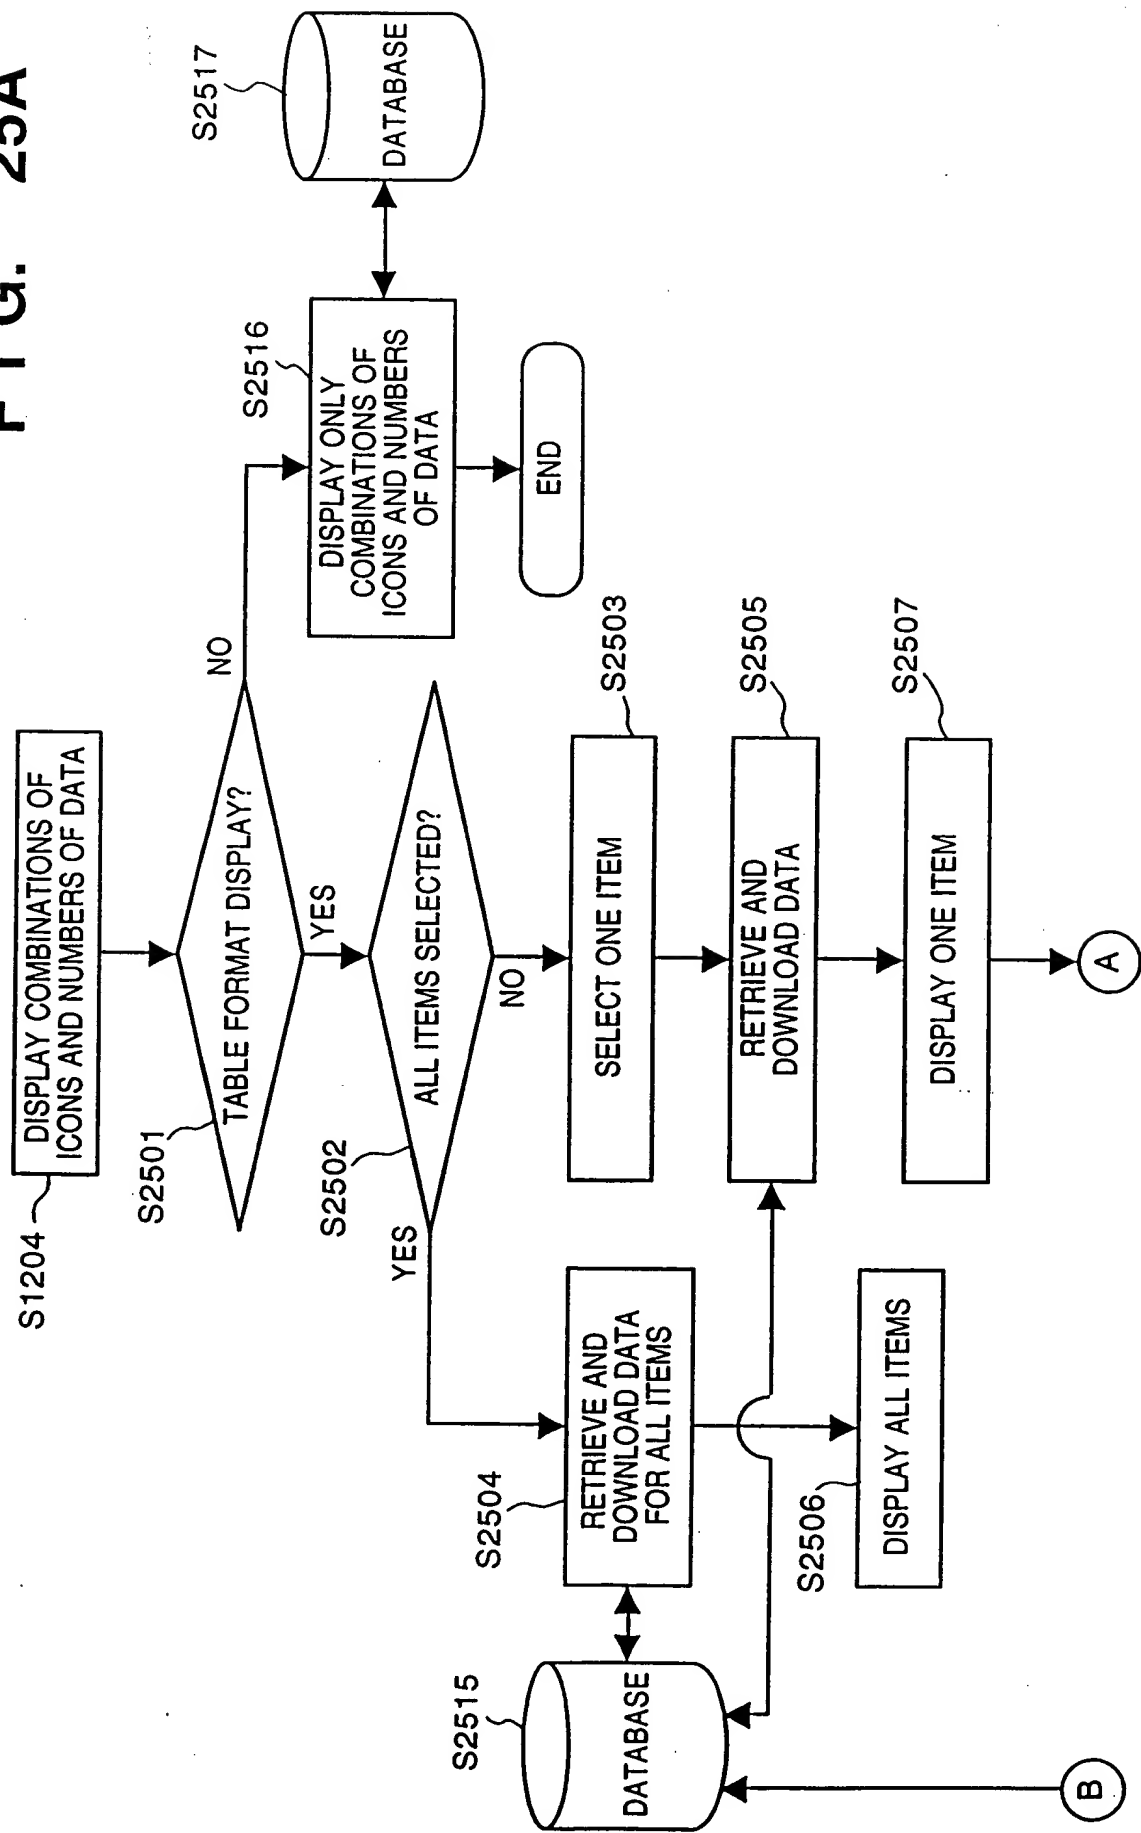 FIG. 25A
S1204
DISPLAY COMBINATIONS OF
ICONS AND NUMBERS OF DATA
S2501
TABLE FORMAT DISPLAY?
NO
YES
S2516
DISPLAY ONLY
COMBINATIONS OF
ICONS AND NUMBERS
OF DATA
S2517
DATABASE
END
S2502
ALL ITEMS SELECTED?
YES
NO
S2503
SELECT ONE ITEM
S2504
RETRIEVE AND
DOWNLOAD DATA
FOR ALL ITEMS
S2515
DATABASE
S2505
RETRIEVE AND
DOWNLOAD DATA
S2506
DISPLAY ALL ITEMS
S2507
DISPLAY ONE ITEM
B
A